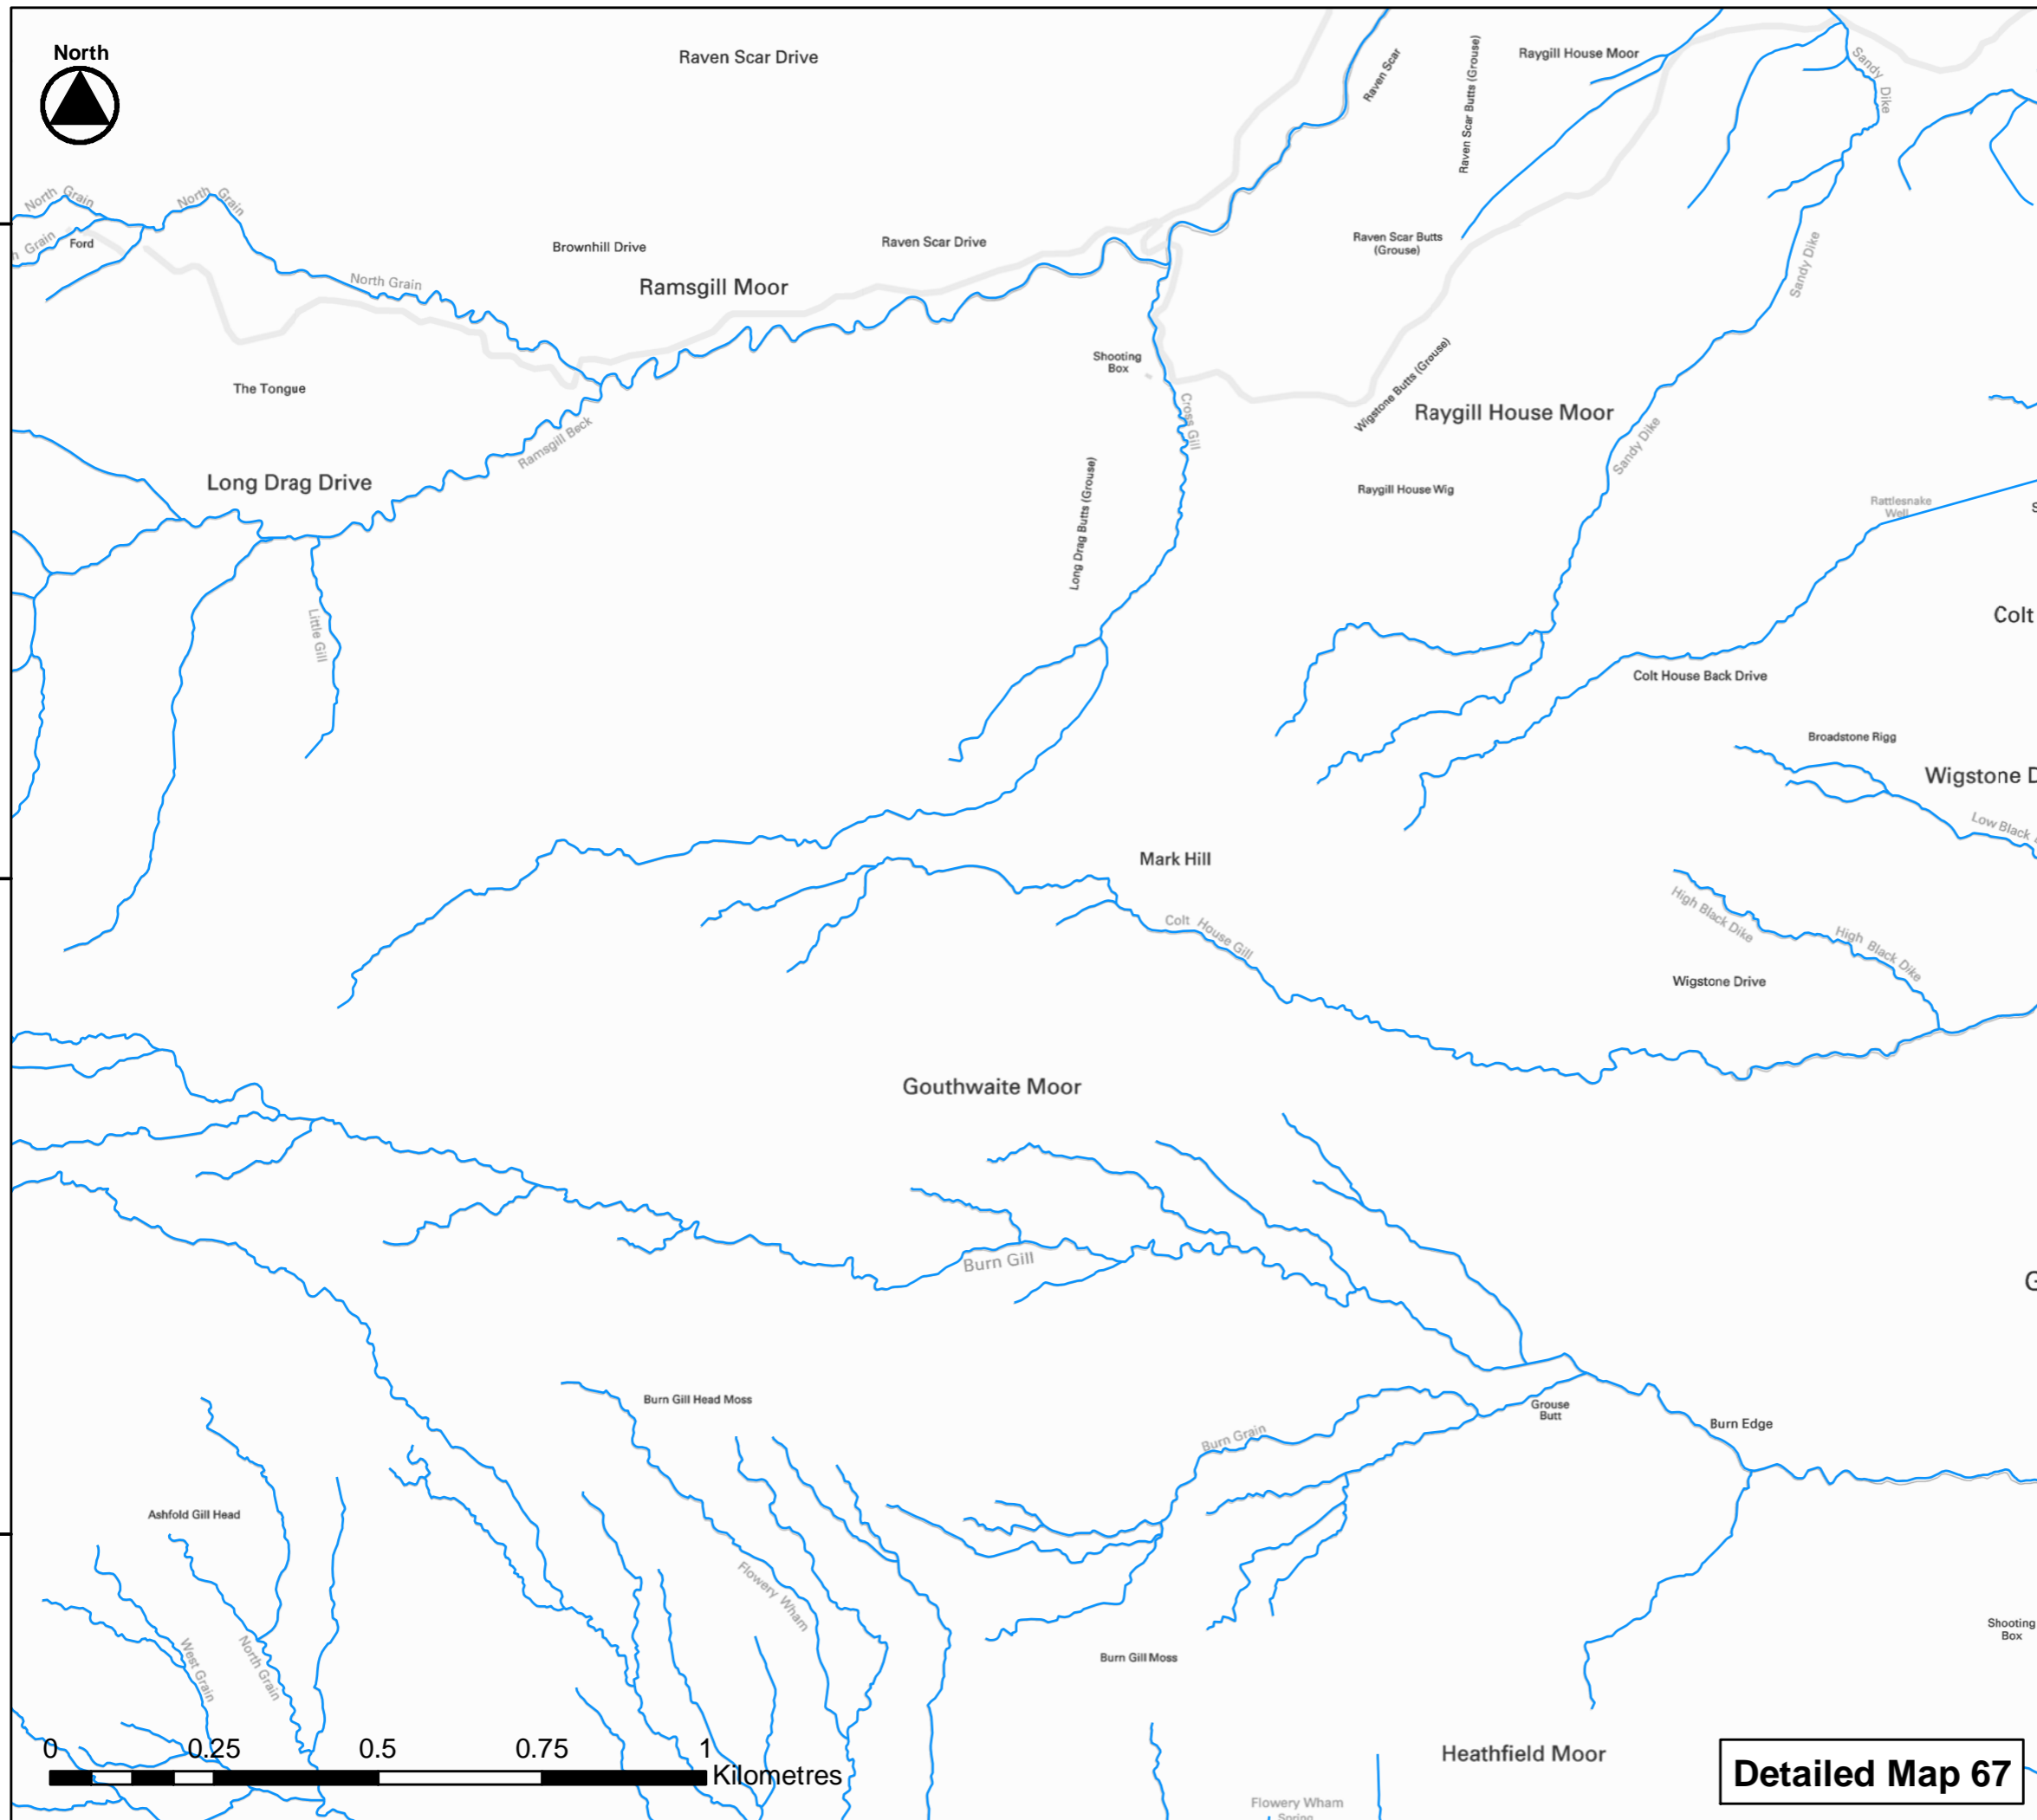 North
Raven Scar Drive
Raven Scar
Raven Scar Butts (Grouse)
Raygill House Moor
Sandy Dike
North Grain
North Grain
Grain
Ford
North Grain
Brownhill Drive
Raven Scar Drive
Ramsgill Moor
Raven Scar Butts
(Grouse)
Sandy Dike
Shooting
Box
Wigstone Butts (Grouse)
The Tongue
Cross Gill
Raygill House Moor
Ramsgill Beck
Sandy Dike
Long Drag Drive
Long Drag Butts (Grouse)
Raygill House Wig
Rattlesnake
Well
S
Little Gill
Colt
Colt House Back Drive
Broadstone Rigg
Wigstone D
Low Black
Mark Hill
Colt House Gill
High Black Dike
High Black Dike
Wigstone Drive
Gouthwaite Moor
Burn Gill
G
Burn Gill Head Moss
Grouse
Butt
Burn Edge
Burn Grain
Ashfold Gill Head
Flowery Wham
West Grain
North Grain
Burn Gill Moss
Shooting
Box
Heathfield Moor
Flowery Wham
Spring
0 0.25 0.5 0.75 1
Kilometres
Detailed Map 67